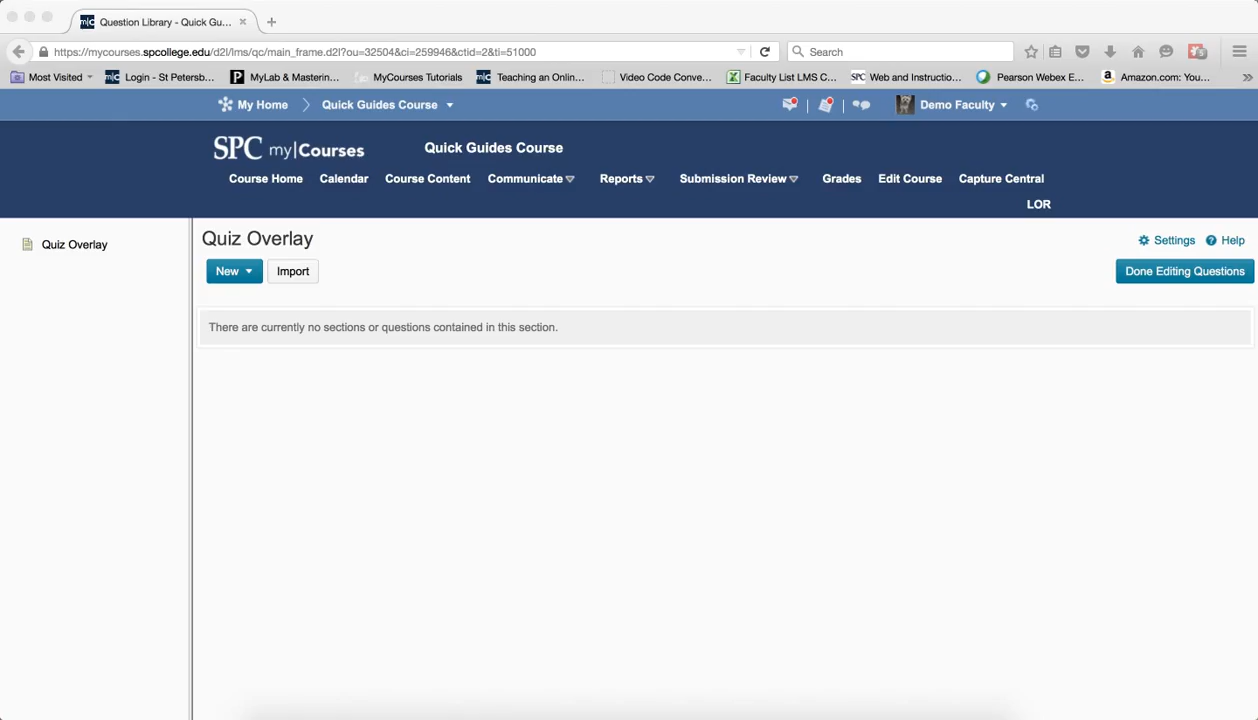 Question Library - Quick Gu...
https://mycourses.spcollege.edu/d2l/lms/qc/main_frame.d2l?ou=32504&ci=259946&ctid=2&ti=51000
Search
Most Visited
Login - St Petersb...
MyLab & Masterin...
MyCourses Tutorials
Teaching an Onlin...
Video Code Conve...
Faculty List LMS C...
SPC Web and Instructio...
Pearson Webex E...
Amazon.com: You...
My Home
Quick Guides Course
Demo Faculty
SPC my|Courses
Quick Guides Course
Course Home
Calendar
Course Content
Communicate
Reports
Submission Review
Grades
Edit Course
Capture Central
LOR
Quiz Overlay
Quiz Overlay
Settings
Help
New
Import
Done Editing Questions
There are currently no sections or questions contained in this section.